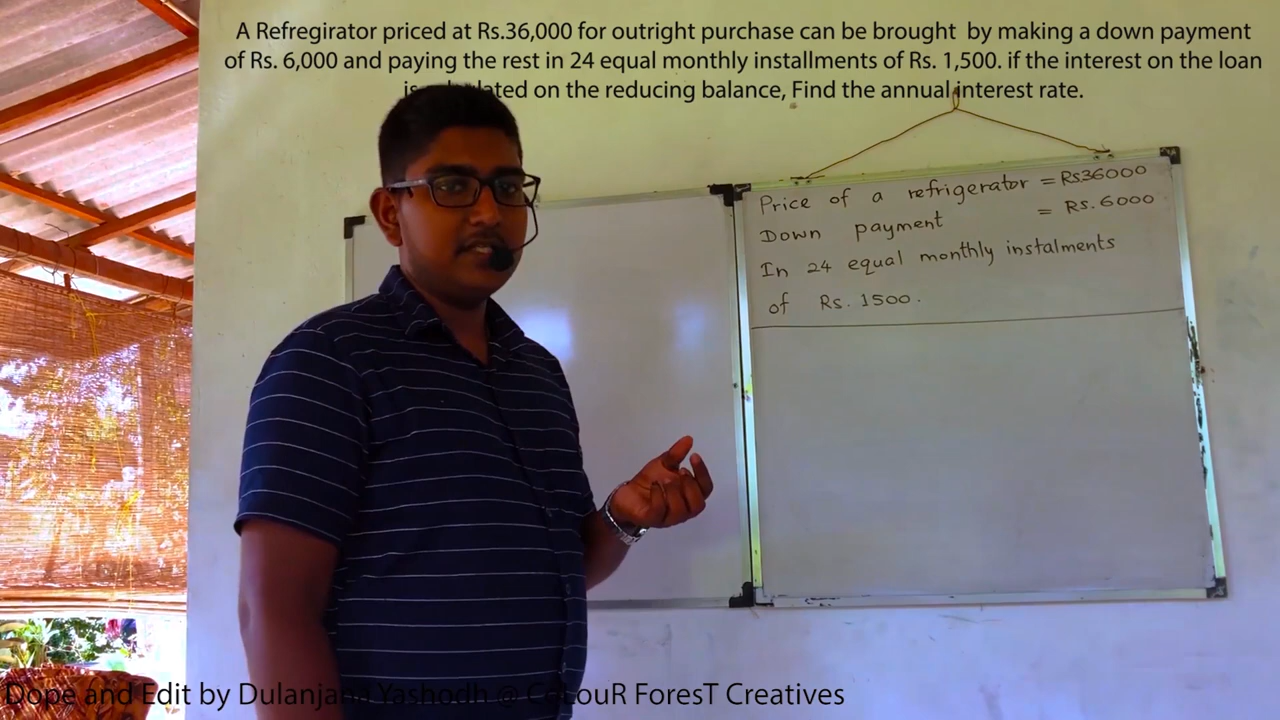 A Refregirator priced at Rs.36,000 for outright purchase can be brought by making a down payment
of Rs. 6,000 and paying the rest in 24 equal monthly installments of Rs. 1,500. if the interest on the loan
on the reducing balance, Find the annual interest rate.
Price of a refrigerator = Rs36000
Down payment = Rs. 6000
In 24 equal monthly instalments
of Rs. 1500.
Dope and Edit by Dulanjana Yashodh @ CoLouR ForesT Creatives